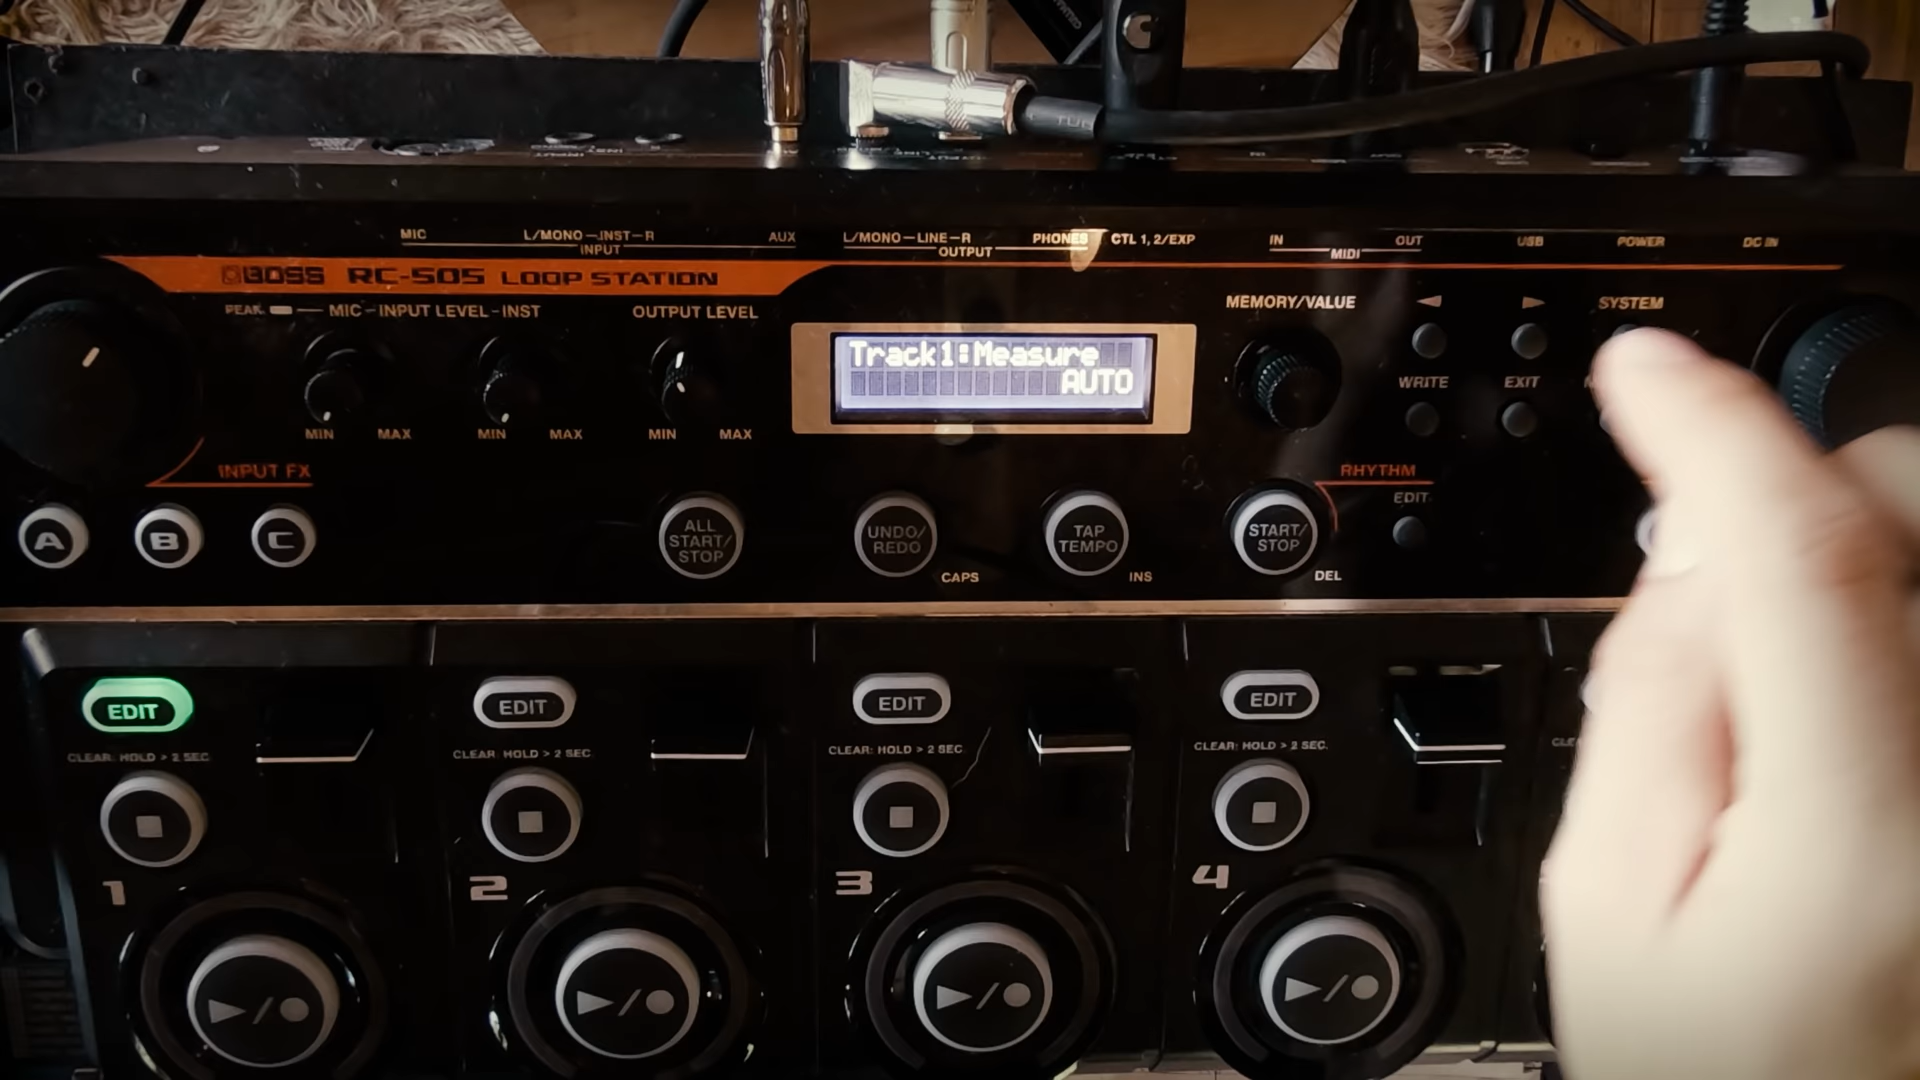 MIC
L/MONO–INST–R
INPUT
AUX
L/MONO–LINE–R
OUTPUT
PHONES
CTL 1, 2/EXP
IN
MIDI
OUT
USB
POWER
DC IN
BOSS RC-505 LOOP STATION
PEAK
MIC–INPUT LEVEL–INST
OUTPUT LEVEL
MEMORY/VALUE
SYSTEM
Track1:Measure
AUTO
WRITE
EXIT
MIN MAX
MIN MAX
MIN MAX
INPUT FX
RHYTHM
EDIT
A
B
C
ALL
START/
STOP
UNDO/
REDO
CAPS
TAP
TEMPO
INS
START/
STOP
DEL
EDIT
EDIT
EDIT
EDIT
CLEAR: HOLD > 2 SEC.
CLEAR: HOLD > 2 SEC.
CLEAR: HOLD > 2 SEC.
CLEAR: HOLD > 2 SEC.
1
2
3
4